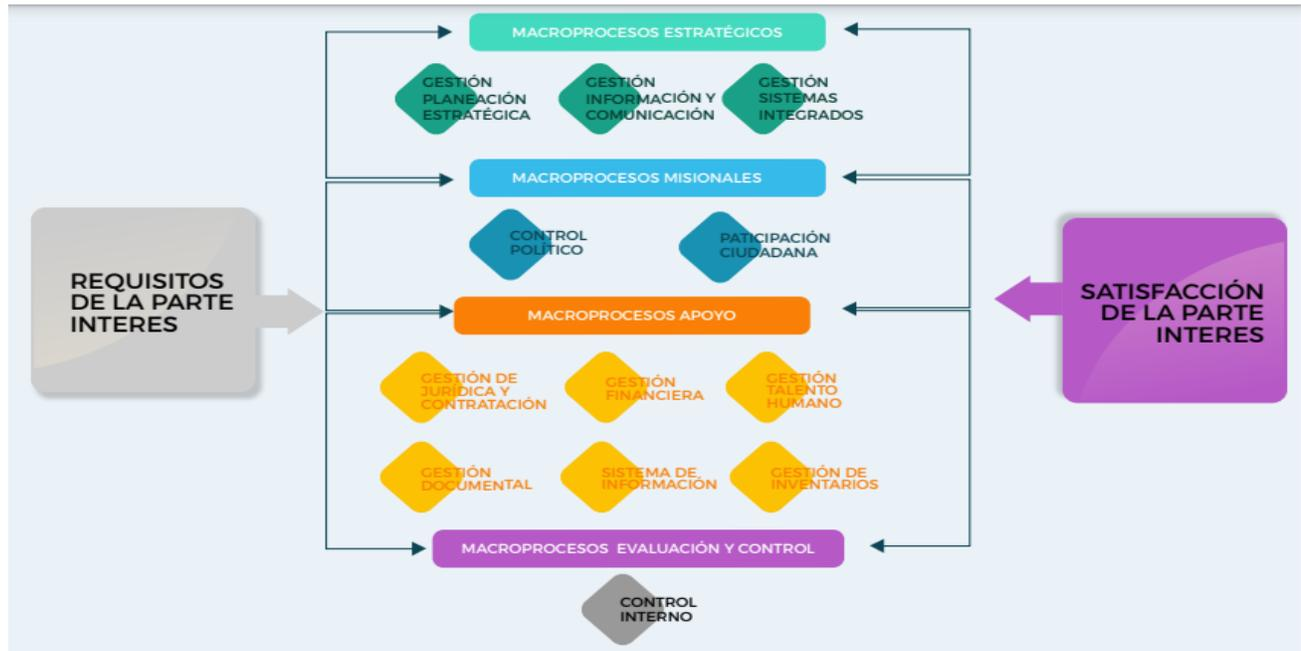 MACROPROCESOS ESTRATÉGICOS
GESTIÓN
PLANEACIÓN
ESTRATÉGICA
GESTIÓN
INFORMACIÓN Y
COMUNICACIÓN
GESTIÓN
SISTEMAS
INTEGRADOS
MACROPROCESOS MISIONALES
CONTROL
POLÍTICO
PATICIPACIÓN
CIUDADANA
REQUISITOS
DE LA PARTE
INTERES
SATISFACCIÓN
DE LA PARTE
INTERES
MACROPROCESOS APOYO
GESTIÓN DE
JURÍDICA Y
CONTRATACIÓN
GESTIÓN
FINANCIERA
GESTIÓN
TALENTO
HUMANO
GESTIÓN
DOCUMENTAL
SISTEMA DE
INFORMACIÓN
GESTIÓN DE
INVENTARIOS
MACROPROCESOS EVALUACIÓN Y CONTROL
CONTROL
INTERNO